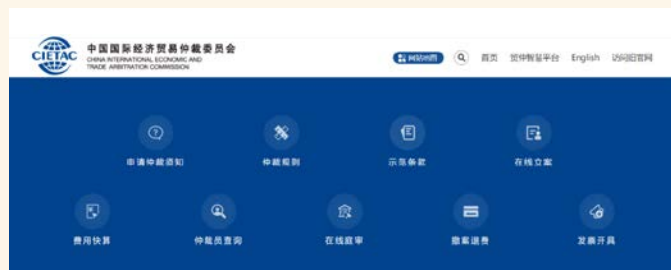 CIETAC
中国国际经济贸易仲裁委员会
CHINA INTERNATIONAL ECONOMIC AND
TRADE ARBITRATION COMMISSION
网站地图 首页 贸仲智慧平台 English 访问旧官网
申请仲裁须知 仲裁规则 示范条款 在线立案
费用快算 仲裁员查询 在线庭审 撤案退费 发票开具